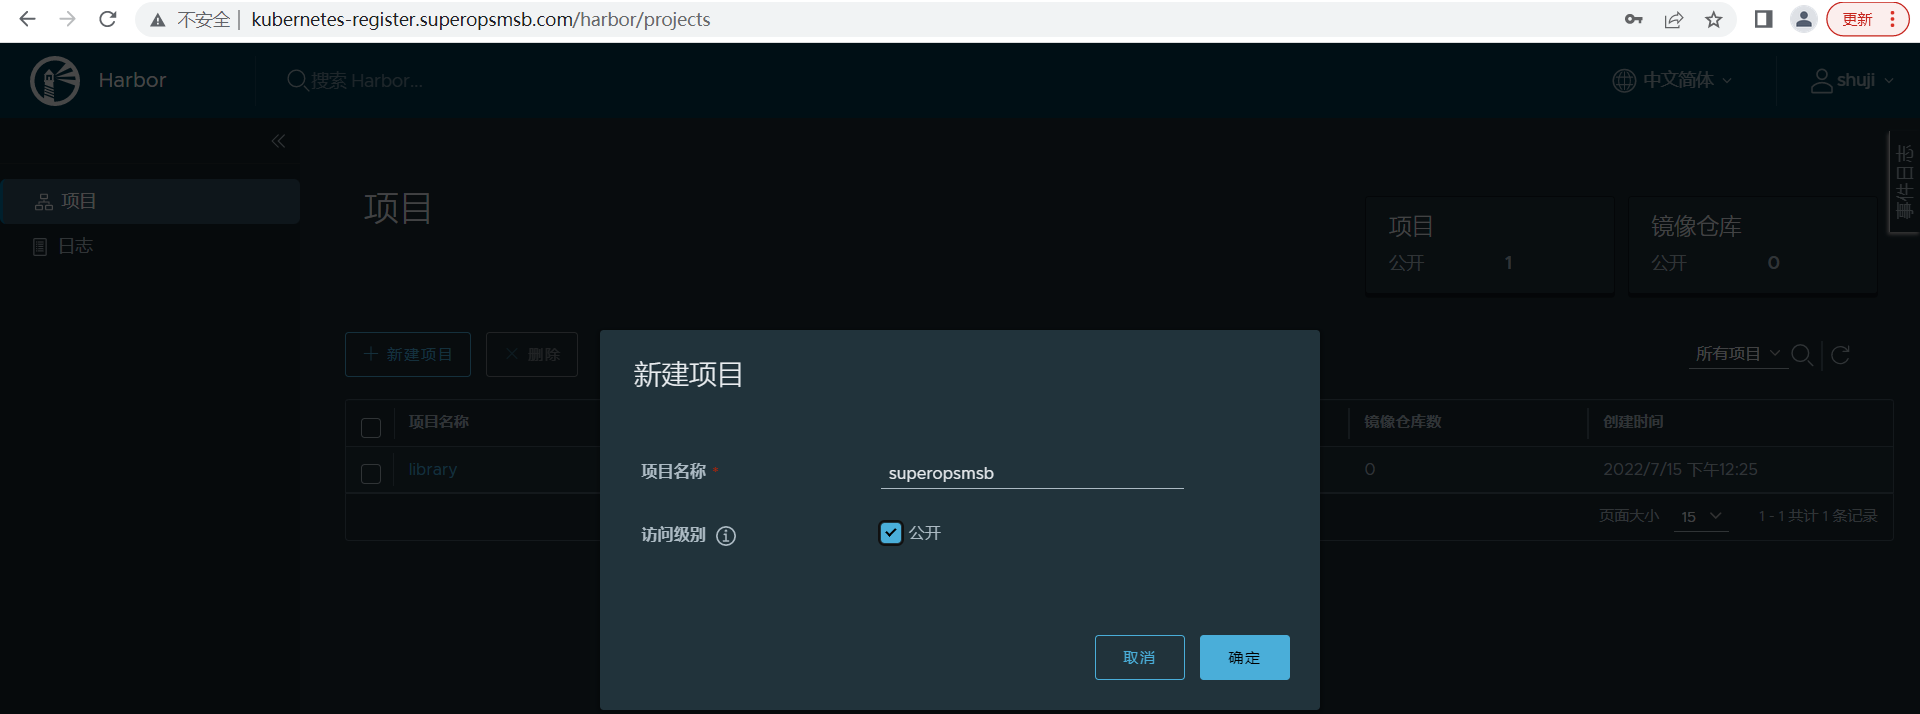 不安全 kubernetes-register.superopsmsb.com/harbor/projects
更新
Harbor
搜索 Harbor...
中文简体
shuji
事件日志
项目
日志
项目
项目
公开 1
镜像仓库
公开 0
新建项目
删除
所有项目
项目名称
镜像仓库数
创建时间
library
0
2022/7/15 下午12:25
页面大小 15
1 - 1 共计 1 条记录
新建项目
项目名称 *
superopsmsb
访问级别
公开
取消
确定